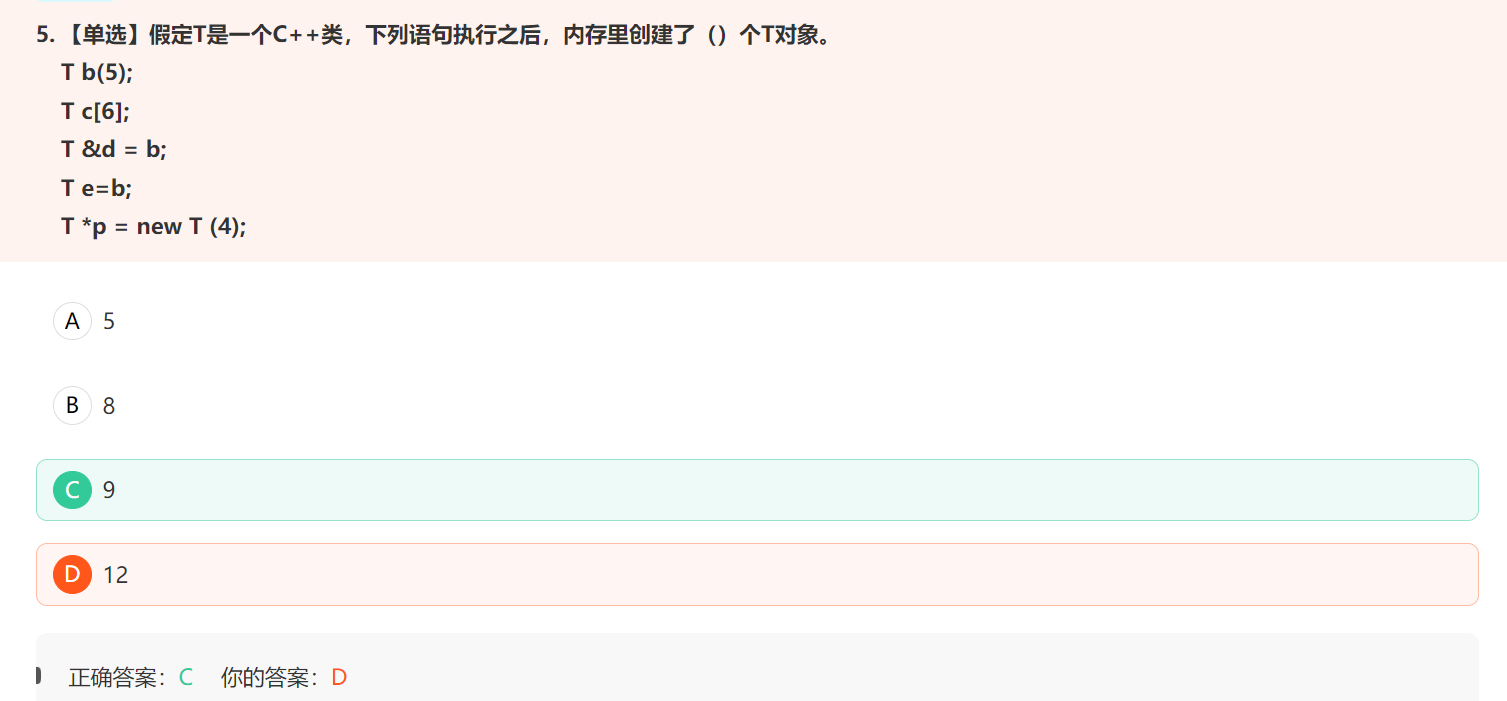 5. 【单选】假定T是一个C++类，下列语句执行之后，内存里创建了（）个T对象。
T b(5);
T c[6];
T &d = b;
T e=b;
T *p = new T (4);
A 5
B 8
C 9
D 12
正确答案：C 你的答案：D